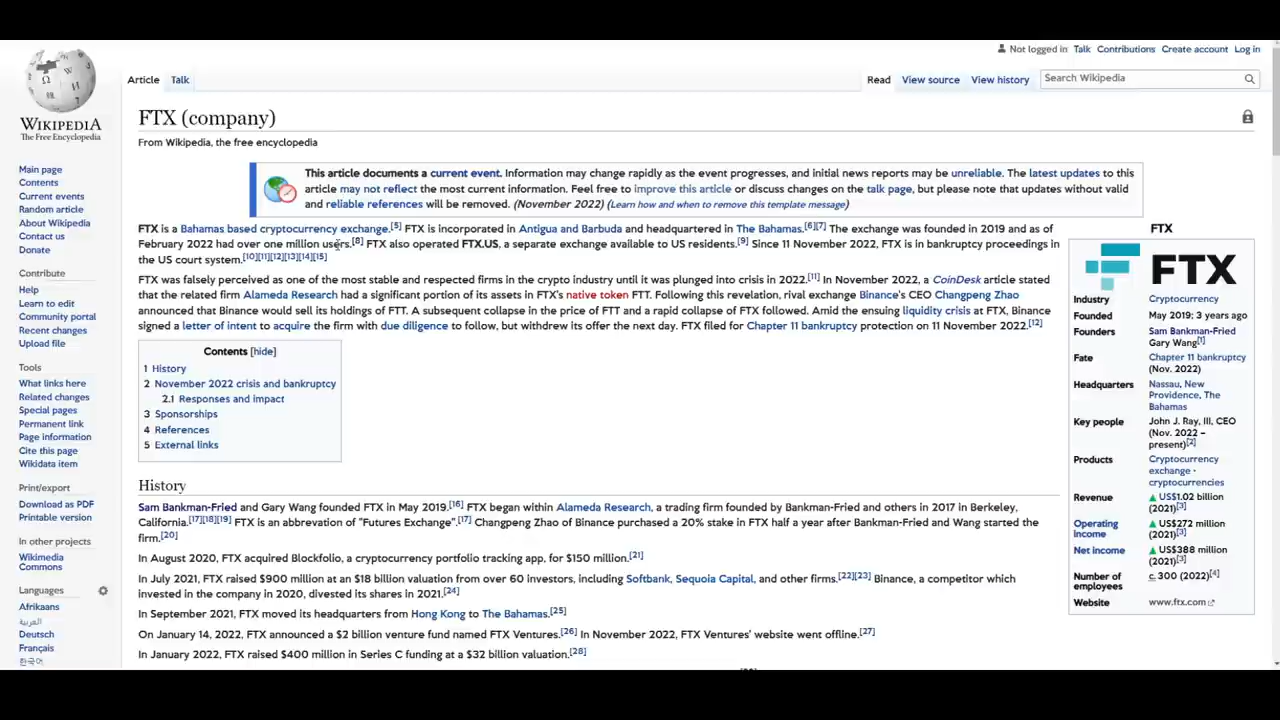 Not logged in Talk Contributions Create account Log in
Article Talk Read View source View history Search Wikipedia
WIKIPEDIA
The Free Encyclopedia
Main page
Contents
Current events
Random article
About Wikipedia
Contact us
Donate
Contribute
Help
Learn to edit
Community portal
Recent changes
Upload file
Tools
What links here
Related changes
Special pages
Permanent link
Page information
Cite this page
Wikidata item
Print/export
Download as PDF
Printable version
In other projects
Wikimedia
Commons
Languages
Afrikaans
العربية
Deutsch
Français
한국어
FTX (company)
From Wikipedia, the free encyclopedia
This article documents a current event. Information may change rapidly as the event progresses, and initial news reports may be unreliable. The latest updates to this
article may not reflect the most current information. Feel free to improve this article or discuss changes on the talk page, but please note that updates without valid
and reliable references will be removed. (November 2022) (Learn how and when to remove this template message)
FTX is a Bahamas based cryptocurrency exchange.[5] FTX is incorporated in Antigua and Barbuda and headquartered in The Bahamas.[6][7] The exchange was founded in 2019 and as of
February 2022 had over one million users.[8] FTX also operated FTX.US, a separate exchange available to US residents.[9] Since 11 November 2022, FTX is in bankruptcy proceedings in
the US court system.[10][11][12][13][14][15]
FTX was falsely perceived as one of the most stable and respected firms in the crypto industry until it was plunged into crisis in 2022.[11] In November 2022, a CoinDesk article stated
that the related firm Alameda Research had a significant portion of its assets in FTX's native token FTT. Following this revelation, rival exchange Binance's CEO Changpeng Zhao
announced that Binance would sell its holdings of FTT. A subsequent collapse in the price of FTT and a rapid collapse of FTX followed. Amid the ensuing liquidity crisis at FTX, Binance
signed a letter of intent to acquire the firm with due diligence to follow, but withdrew its offer the next day. FTX filed for Chapter 11 bankruptcy protection on 11 November 2022.[12]
Contents [hide]
1 History
2 November 2022 crisis and bankruptcy
2.1 Responses and impact
3 Sponsorships
4 References
5 External links
History
Sam Bankman-Fried and Gary Wang founded FTX in May 2019.[16] FTX began within Alameda Research, a trading firm founded by Bankman-Fried and others in 2017 in Berkeley,
California.[17][18][19] FTX is an abbrevation of "Futures Exchange".[17] Changpeng Zhao of Binance purchased a 20% stake in FTX half a year after Bankman-Fried and Wang started the
firm.[20]
In August 2020, FTX acquired Blockfolio, a cryptocurrency portfolio tracking app, for $150 million.[21]
In July 2021, FTX raised $900 million at an $18 billion valuation from over 60 investors, including Softbank, Sequoia Capital, and other firms.[22][23] Binance, a competitor which
invested in the company in 2020, divested its shares in 2021.[24]
In September 2021, FTX moved its headquarters from Hong Kong to The Bahamas.[25]
On January 14, 2022, FTX announced a $2 billion venture fund named FTX Ventures.[26] In November 2022, FTX Ventures' website went offline.[27]
In January 2022, FTX raised $400 million in Series C funding at a $32 billion valuation.[28]
FTX
FTX
Industry Cryptocurrency
Founded May 2019; 3 years ago
Founders Sam Bankman-Fried
Gary Wang[1]
Fate Chapter 11 bankruptcy
(Nov. 2022)
Headquarters Nassau, New
Providence, The
Bahamas
Key people John J. Ray, III, CEO
(Nov. 2022 –
present)[2]
Products Cryptocurrency
exchange ·
cryptocurrencies
Revenue ▲ US$1.02 billion
(2021)[3]
Operating ▲ US$272 million
income (2021)[3]
Net income ▲ US$388 million
(2021)[3]
Number of c. 300 (2022)[4]
employees
Website www.ftx.com